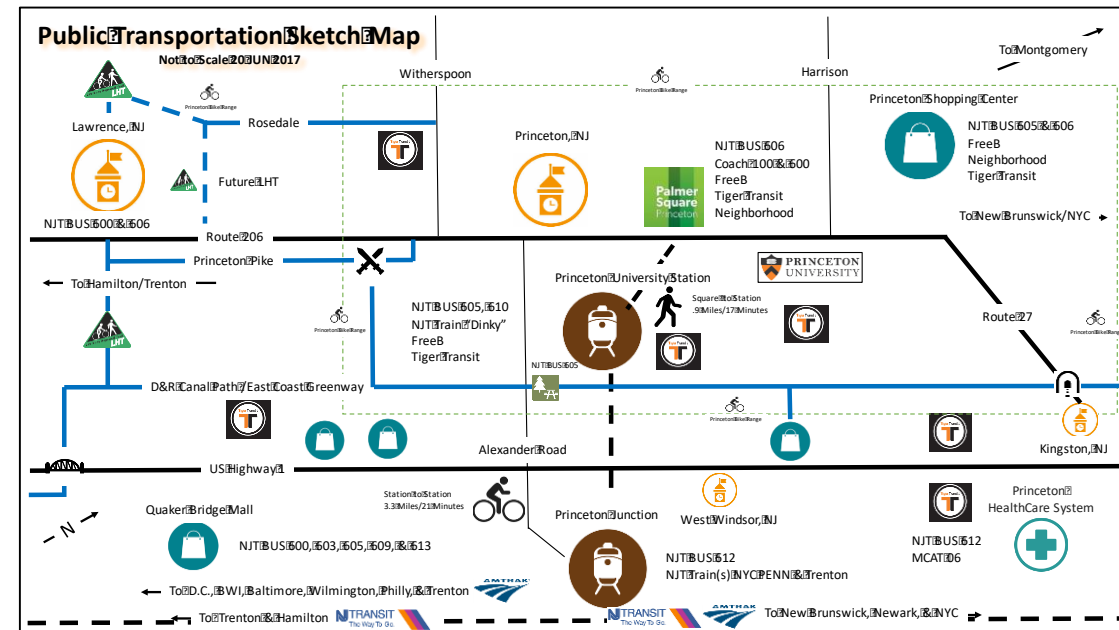 Public Transportation Sketch Map
Not to Scale 20 JUN 2017
Witherspoon
Harrison
To Montgomery
Princeton Bike Range
Princeton Bike Range
LHT
Lawrence, NJ
Rosedale
Princeton, NJ
Princeton Shopping Center
NJT BUS 605 & 606
FreeB
Neighborhood
Tiger Transit
NJT BUS 606
Coach 100 & 600
FreeB
Tiger Transit
Neighborhood
Palmer
Square
Princeton
LHT
Future LHT
NJT BUS 600 & 606
Route 206
To New Brunswick/NYC
Princeton Pike
To Hamilton/Trenton
Princeton University Station
PRINCETON
UNIVERSITY
Square to Station
.9 Miles/17 Minutes
NJT BUS 605, 610
NJT Train "Dinky"
FreeB
Tiger Transit
Princeton Bike Range
Route 27
Princeton Bike Range
LHT
NJT BUS 605
D&R Canal Path/East Coast Greenway
Princeton Bike Range
Alexander Road
Kingston, NJ
US Highway 1
Station to Station
3.3 Miles/21 Minutes
N
Quaker Bridge Mall
NJT BUS 600, 603, 605, 609, & 613
Princeton Junction
West Windsor, NJ
Princeton
HealthCare System
NJT BUS 612
MCAT 06
NJT BUS 612
NJT Train(s) NYC PENN & Trenton
To D.C., BWI, Baltimore, Wilmington, Philly, & Trenton
AMTRAK
To Trenton & Hamilton
NJ TRANSIT
The Way To Go.
NJ TRANSIT
The Way To Go.
AMTRAK
To New Brunswick, Newark, & NYC